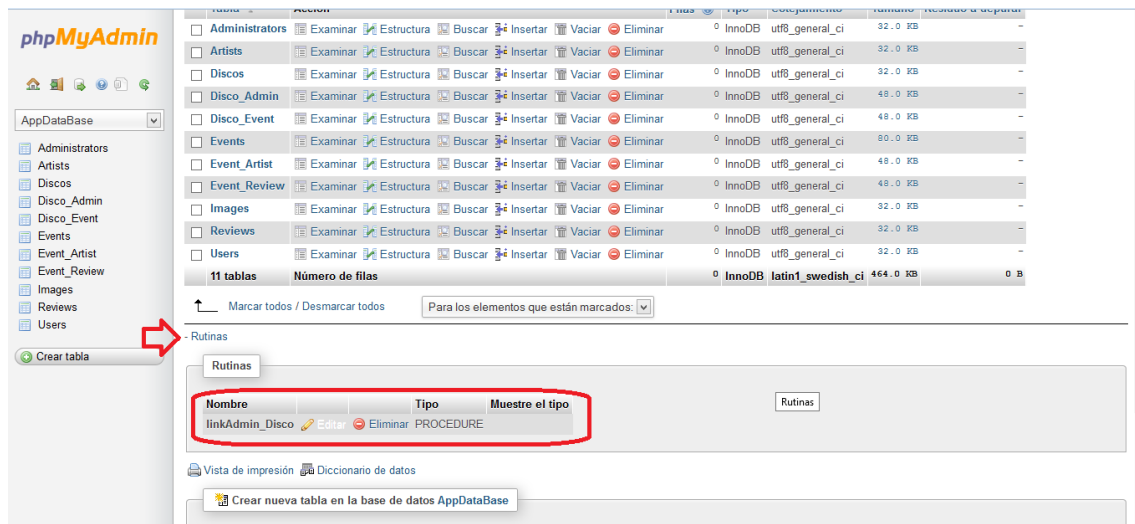 phpMyAdmin
AppDataBase
Administrators
Artists
Discos
Disco_Admin
Disco_Event
Events
Event_Artist
Event_Review
Images
Reviews
Users
Crear tabla
Tabla Acción Filas Tipo Cotejamiento Tamaño Residuo a depurar
Administrators Examinar Estructura Buscar Insertar Vaciar Eliminar 0 InnoDB utf8_general_ci 32.0 KB -
Artists Examinar Estructura Buscar Insertar Vaciar Eliminar 0 InnoDB utf8_general_ci 32.0 KB -
Discos Examinar Estructura Buscar Insertar Vaciar Eliminar 0 InnoDB utf8_general_ci 32.0 KB -
Disco_Admin Examinar Estructura Buscar Insertar Vaciar Eliminar 0 InnoDB utf8_general_ci 48.0 KB -
Disco_Event Examinar Estructura Buscar Insertar Vaciar Eliminar 0 InnoDB utf8_general_ci 48.0 KB -
Events Examinar Estructura Buscar Insertar Vaciar Eliminar 0 InnoDB utf8_general_ci 80.0 KB -
Event_Artist Examinar Estructura Buscar Insertar Vaciar Eliminar 0 InnoDB utf8_general_ci 48.0 KB -
Event_Review Examinar Estructura Buscar Insertar Vaciar Eliminar 0 InnoDB utf8_general_ci 48.0 KB -
Images Examinar Estructura Buscar Insertar Vaciar Eliminar 0 InnoDB utf8_general_ci 32.0 KB -
Reviews Examinar Estructura Buscar Insertar Vaciar Eliminar 0 InnoDB utf8_general_ci 32.0 KB -
Users Examinar Estructura Buscar Insertar Vaciar Eliminar 0 InnoDB utf8_general_ci 32.0 KB -
11 tablas Número de filas 0 InnoDB latin1_swedish_ci 464.0 KB 0 B
Marcar todos / Desmarcar todos Para los elementos que están marcados:
- Rutinas
Rutinas
Nombre Tipo Muestre el tipo
linkAdmin_Disco Editar Eliminar PROCEDURE
Rutinas
Vista de impresión Diccionario de datos
Crear nueva tabla en la base de datos AppDataBase